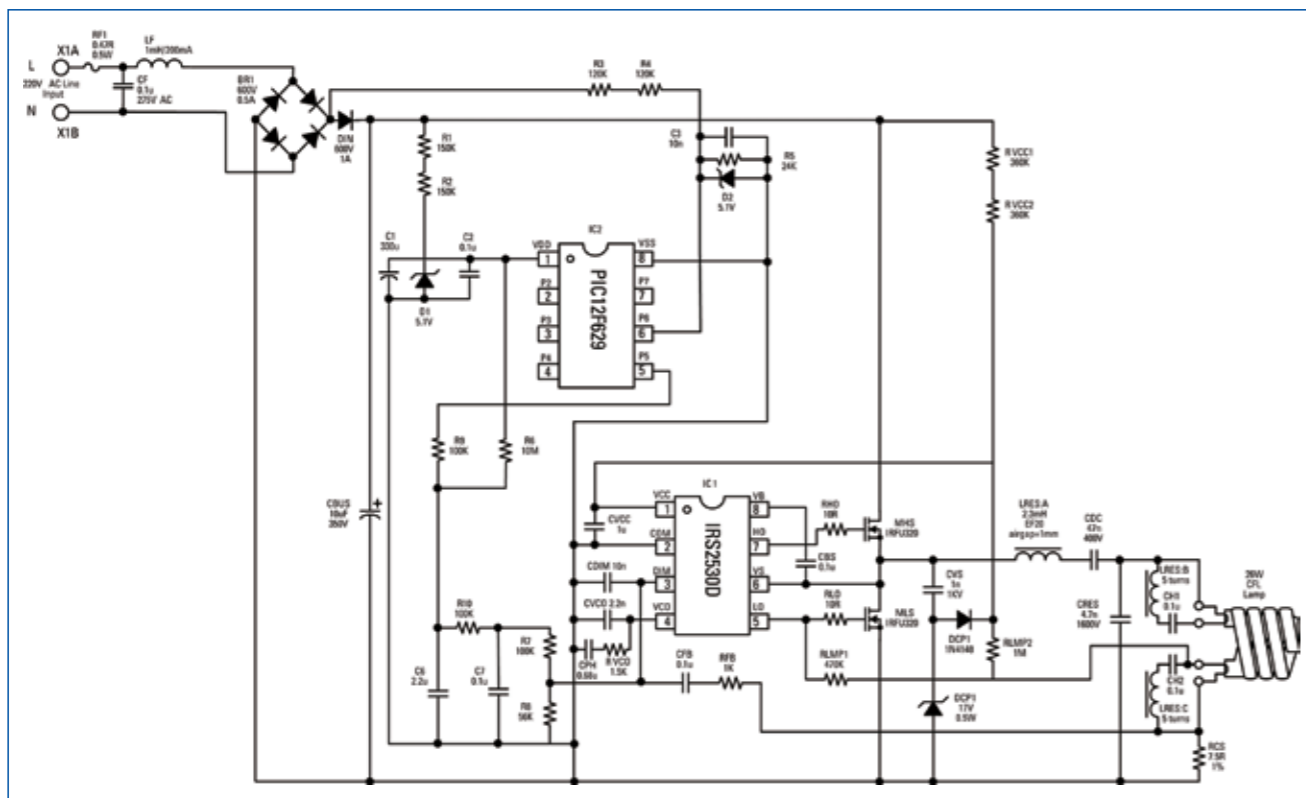 X1A
L
220V AC Line
Input
N
X1B
RF1
0.47R
0.5W
CF
0.1u
275V AC
LF
1mH/200mA
BR1
600V
0.5A
DIN
600V
1A
R1
150K
R2
150K
R3
120K
R4
120K
C3
10n
R5
24K
D2
5.1V
RVCC1
360K
RVCC2
360K
C1
330u
C2
0.1u
D1
5.1V
IC2
PIC12F629
VDD
1
P2
2
P3
3
P4
4
VSS
8
P7
7
P6
6
P5
5
R9
100K
R6
10M
CBUS
10uF
350V
+
IC1
IRS2530D
VCC
1
COM
2
DIM
3
VCO
4
VB
8
HO
7
VS
6
LO
5
CVCC
1u
CDIM 10n
CVCO 2.2n
CPH
0.68u
RVCO
1.5K
R10
100K
R7
100K
R8
56K
C6
2.2u
C7
0.1u
CFB
0.1u
RFB
1K
RHO
10R
RLO
10R
CBS
0.1u
MHS
IRFU320
MLS
IRFU320
RLMP1
470K
RLMP2
1M
CVS
1n
1KV
DCP1
1N4148
DCP1
17V
0.5W
LRES:A
2.3mH
EF20
airgap=1mm
CDC
47n
400V
CRES
4.7n
1600V
LRES:B
5 turns
CH1
0.1u
CH2
0.1u
LRES:C
5 turns
26W
CFL
Lamp
RCS
7.5R
1%